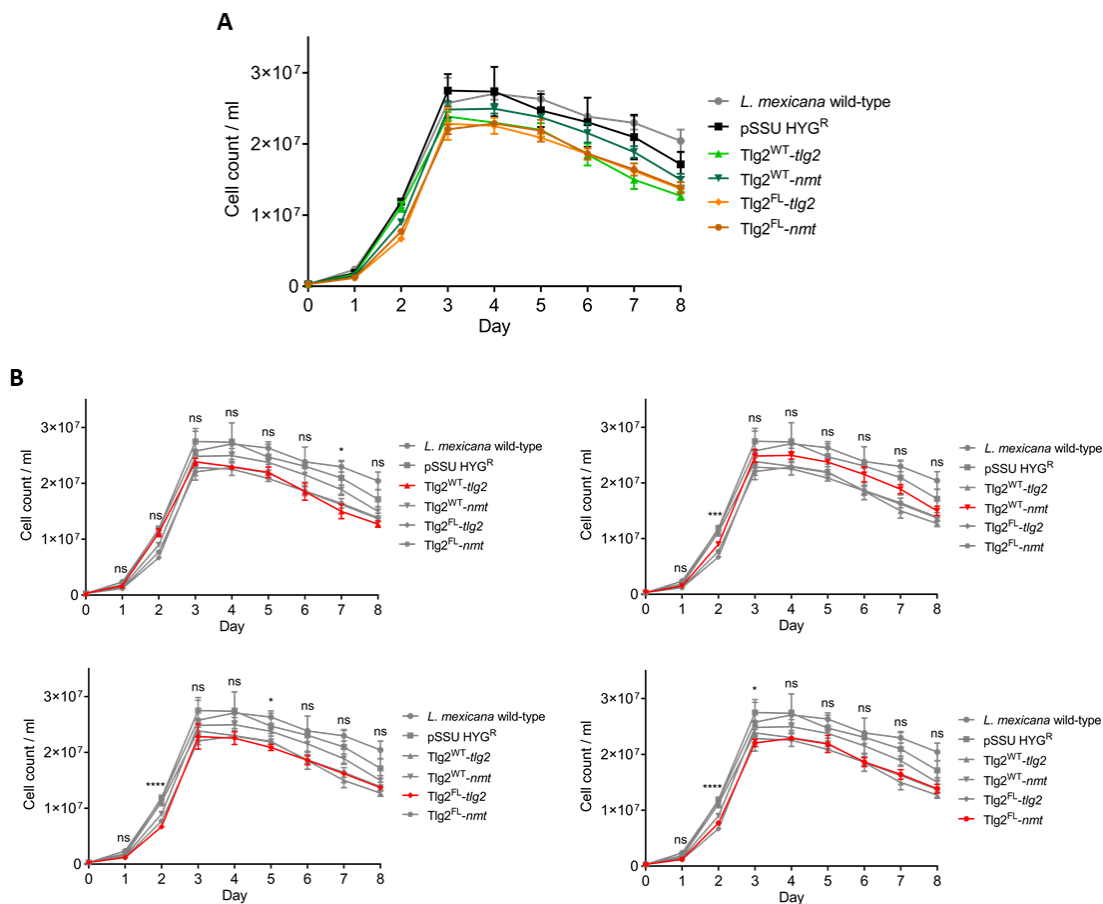 A
Cell count / ml
3×10⁷
2×10⁷
1×10⁷
0
0 1 2 3 4 5 6 7 8
Day
L. mexicana wild-type
pSSU HYGᴿ
Tlg2ᵂᵀ-tlg2
Tlg2ᵂᵀ-nmt
Tlg2ᶠᴸ-tlg2
Tlg2ᶠᴸ-nmt
B
Cell count / ml
3×10⁷
2×10⁷
1×10⁷
0
ns ns ns ns ns ns * ns
0 1 2 3 4 5 6 7 8
Day
L. mexicana wild-type
pSSU HYGᴿ
Tlg2ᵂᵀ-tlg2
Tlg2ᵂᵀ-nmt
Tlg2ᶠᴸ-tlg2
Tlg2ᶠᴸ-nmt
Cell count / ml
3×10⁷
2×10⁷
1×10⁷
0
ns *** ns ns ns ns ns ns
0 1 2 3 4 5 6 7 8
Day
L. mexicana wild-type
pSSU HYGᴿ
Tlg2ᵂᵀ-tlg2
Tlg2ᵂᵀ-nmt
Tlg2ᶠᴸ-tlg2
Tlg2ᶠᴸ-nmt
Cell count / ml
3×10⁷
2×10⁷
1×10⁷
0
ns **** ns ns * ns ns ns
0 1 2 3 4 5 6 7 8
Day
L. mexicana wild-type
pSSU HYGᴿ
Tlg2ᵂᵀ-tlg2
Tlg2ᵂᵀ-nmt
Tlg2ᶠᴸ-tlg2
Tlg2ᶠᴸ-nmt
Cell count / ml
3×10⁷
2×10⁷
1×10⁷
0
ns **** * ns ns ns ns ns
0 1 2 3 4 5 6 7 8
Day
L. mexicana wild-type
pSSU HYGᴿ
Tlg2ᵂᵀ-tlg2
Tlg2ᵂᵀ-nmt
Tlg2ᶠᴸ-tlg2
Tlg2ᶠᴸ-nmt